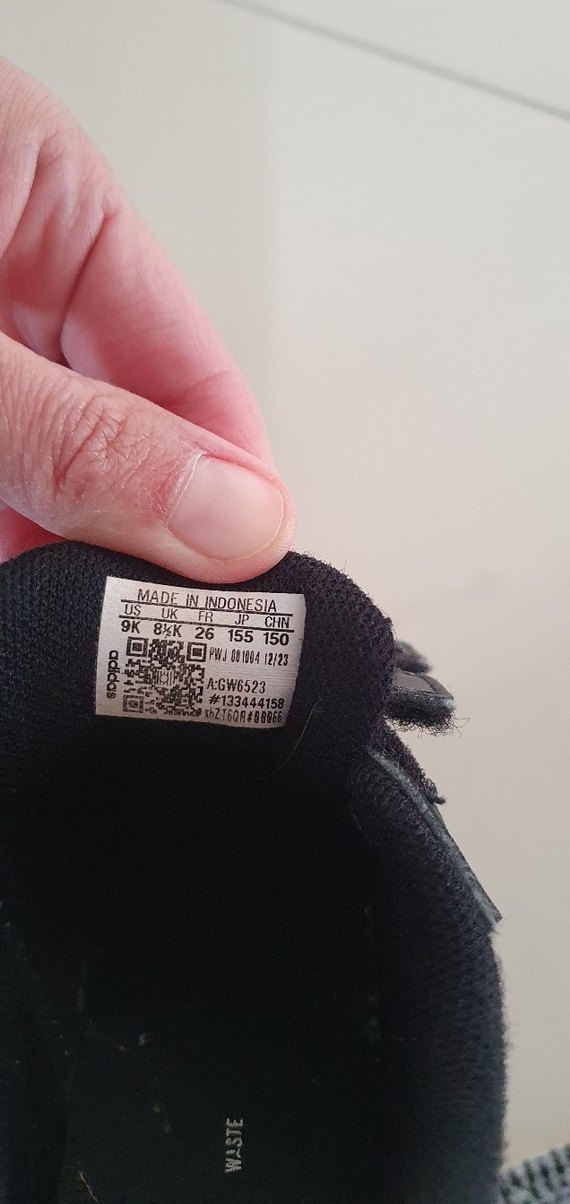 MADE IN INDONESIA
US UK FR JP CHN
9K 8½K 26 155 150
PWJ 001004 12/23
adidas
A:GW6523
#133444158
WASTE